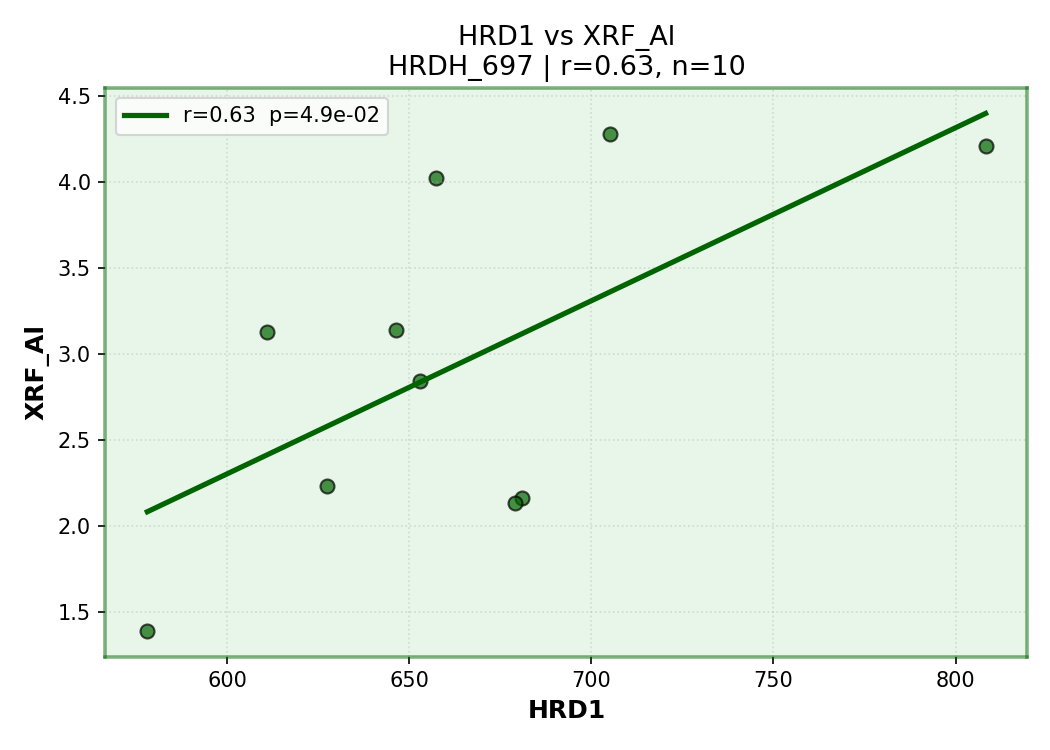 HRD1 vs XRF_Al
HRDH_697 | r=0.63, n=10
r=0.63  p=4.9e-02
4.5
4.0
3.5
3.0
2.5
2.0
1.5
XRF_Al
600
650
700
750
800
HRD1